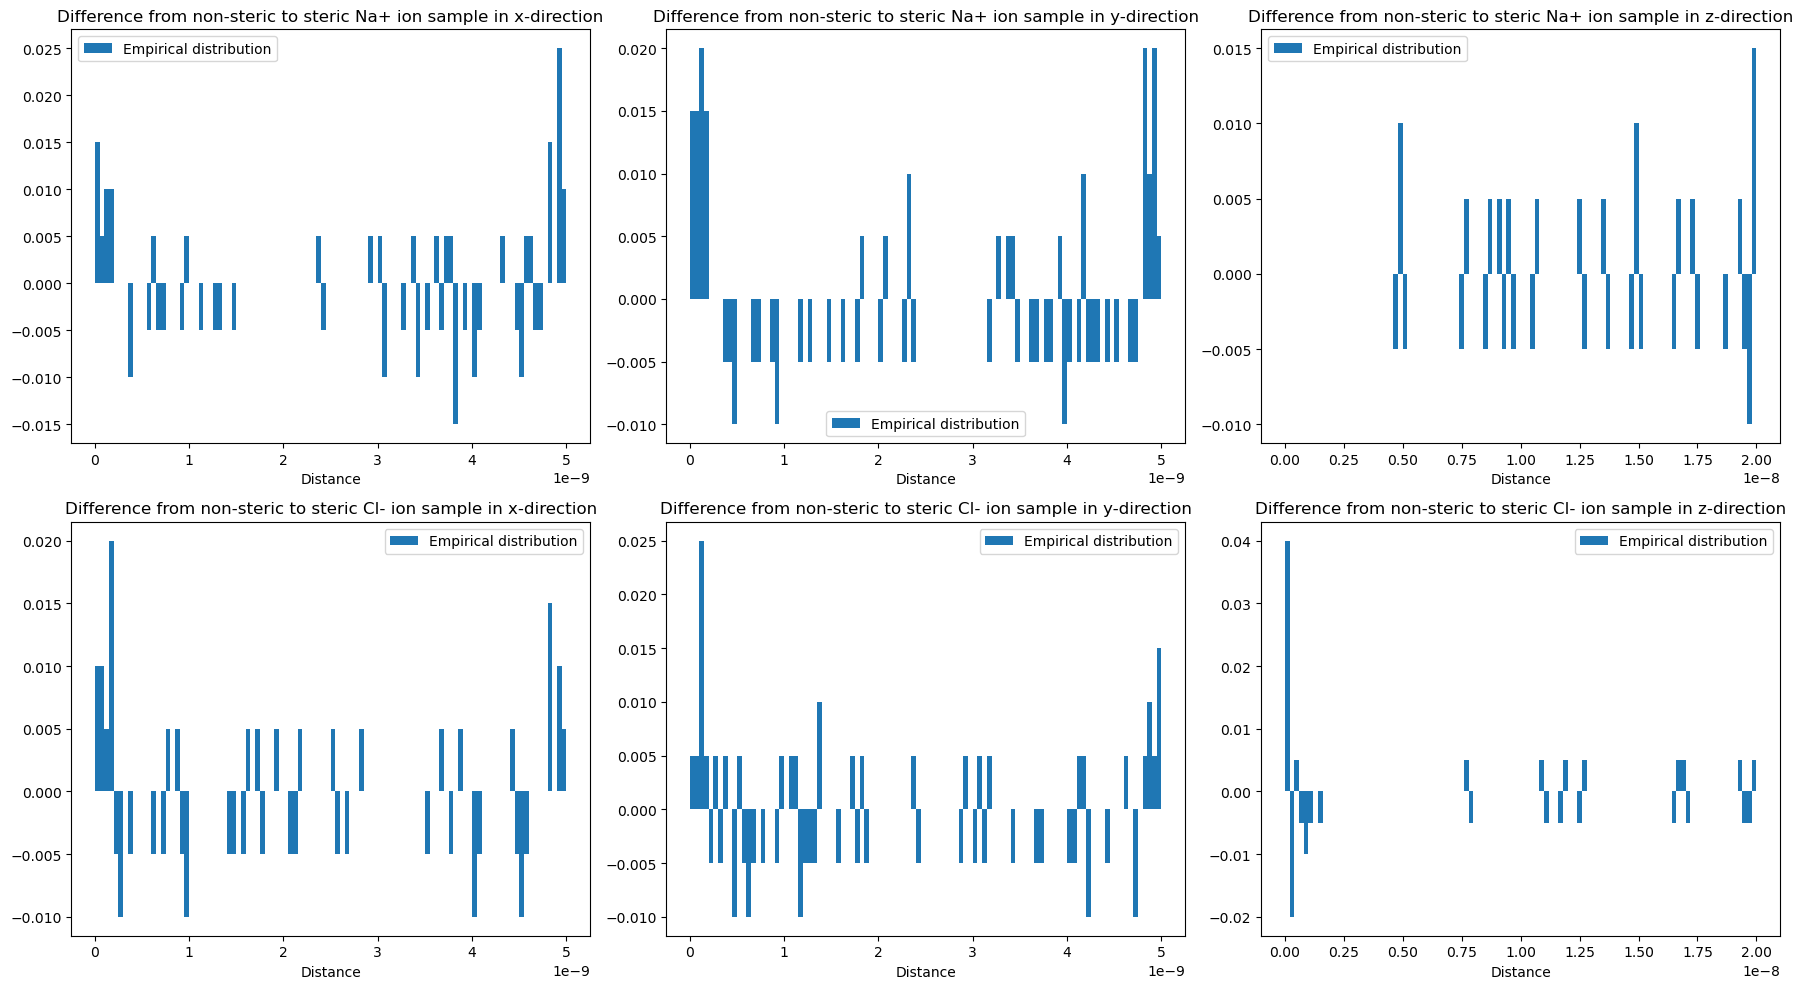 Difference from non-steric to steric Na+ ion sample in x-direction
Empirical distribution
0.025
0.020
0.015
0.010
0.005
0.000
−0.005
−0.010
−0.015
0 1 2 3 4 5
1e−9
Distance
Difference from non-steric to steric Na+ ion sample in y-direction
0.020
0.015
0.010
0.005
0.000
−0.005
−0.010
Empirical distribution
0 1 2 3 4 5
1e−9
Distance
Difference from non-steric to steric Na+ ion sample in z-direction
Empirical distribution
0.015
0.010
0.005
0.000
−0.005
−0.010
0.00 0.25 0.50 0.75 1.00 1.25 1.50 1.75 2.00
1e−8
Distance
Difference from non-steric to steric Cl- ion sample in x-direction
Empirical distribution
0.020
0.015
0.010
0.005
0.000
−0.005
−0.010
0 1 2 3 4 5
1e−9
Distance
Difference from non-steric to steric Cl- ion sample in y-direction
Empirical distribution
0.025
0.020
0.015
0.010
0.005
0.000
−0.005
−0.010
0 1 2 3 4 5
1e−9
Distance
Difference from non-steric to steric Cl- ion sample in z-direction
Empirical distribution
0.04
0.03
0.02
0.01
0.00
−0.01
−0.02
0.00 0.25 0.50 0.75 1.00 1.25 1.50 1.75 2.00
1e−8
Distance